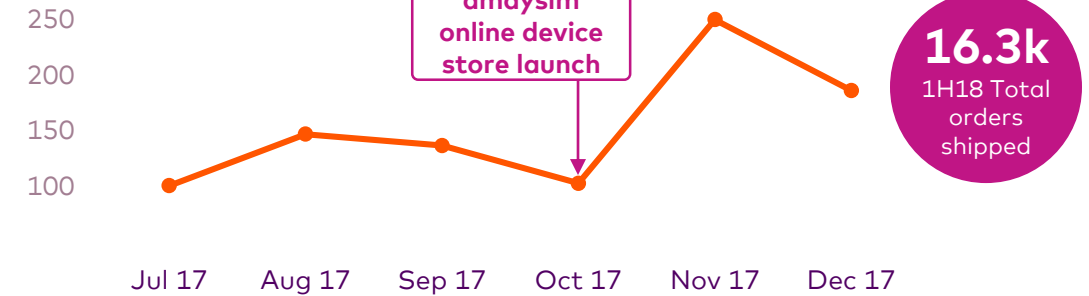 amaysim
online device
store launch
250
200
150
100
16.3k
1H18 Total
orders
shipped
Jul 17
Aug 17
Sep 17
Oct 17
Nov 17
Dec 17